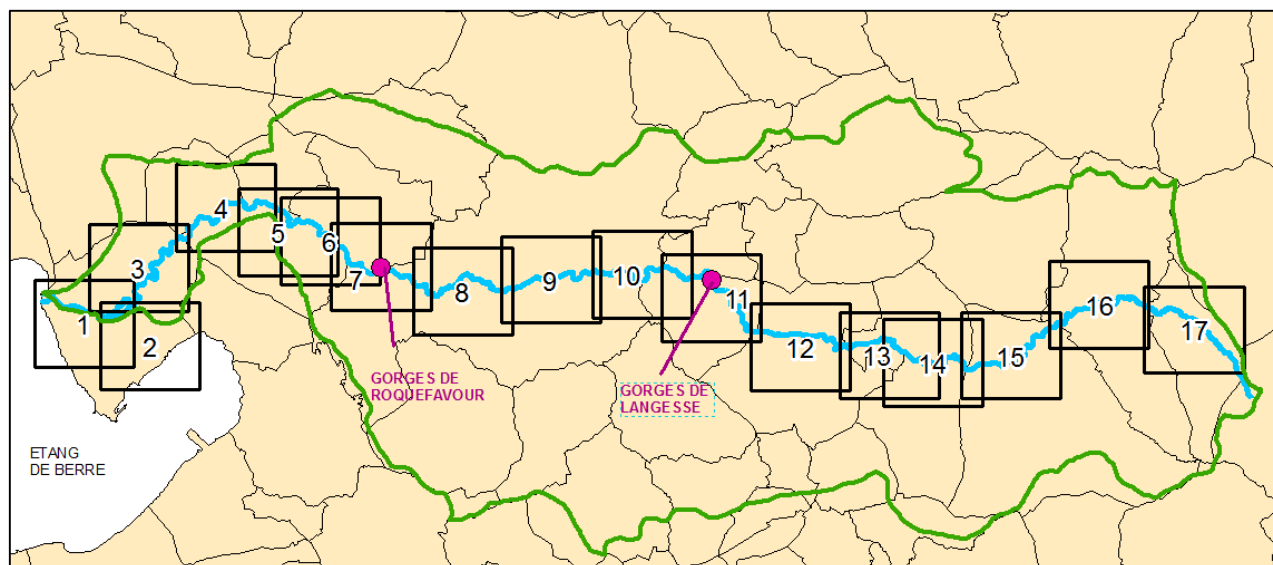 1
2
3
4
5
6
7
8
9
10
11
12
13
14
15
16
17
GORGES DE
ROQUEFAVOUR
GORGES DE
LANGESSE
ETANG
DE BERRE